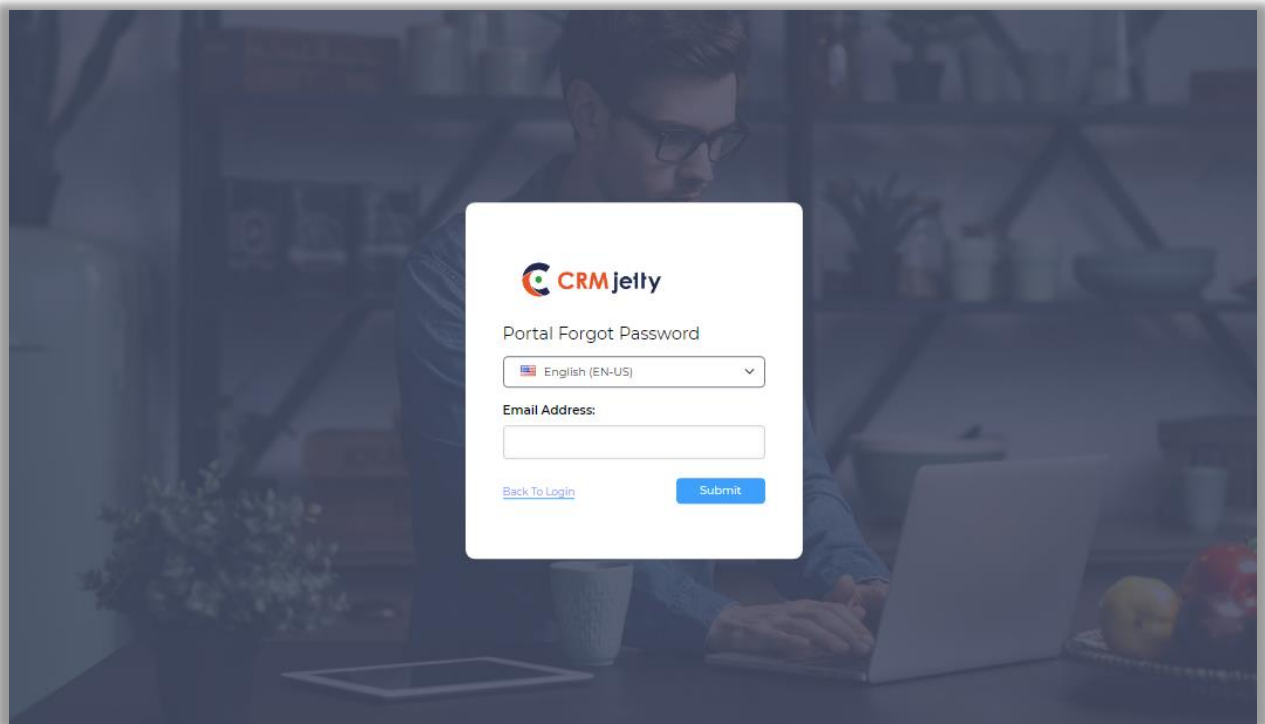 CRMjetty
Portal Forgot Password
English (EN-US)
Email Address:
Back To Login
Submit